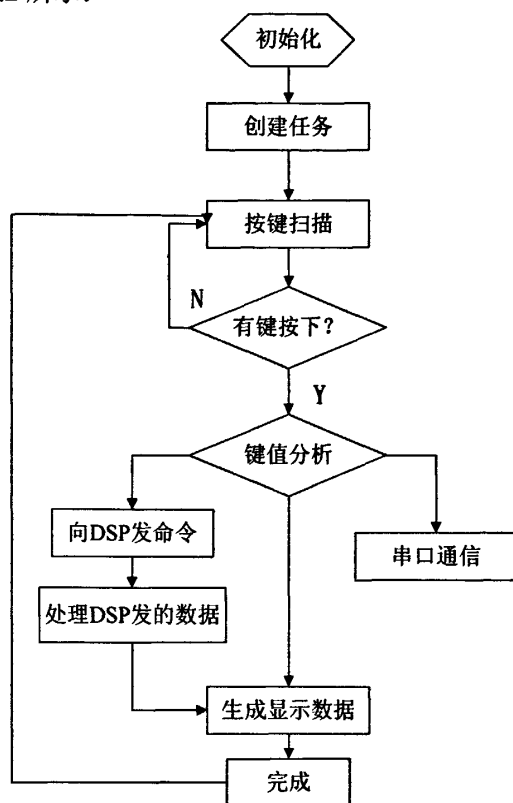 初始化
创建任务
按键扫描
N
有键按下？
Y
键值分析
向DSP发命令
串口通信
处理DSP发的数据
生成显示数据
完成